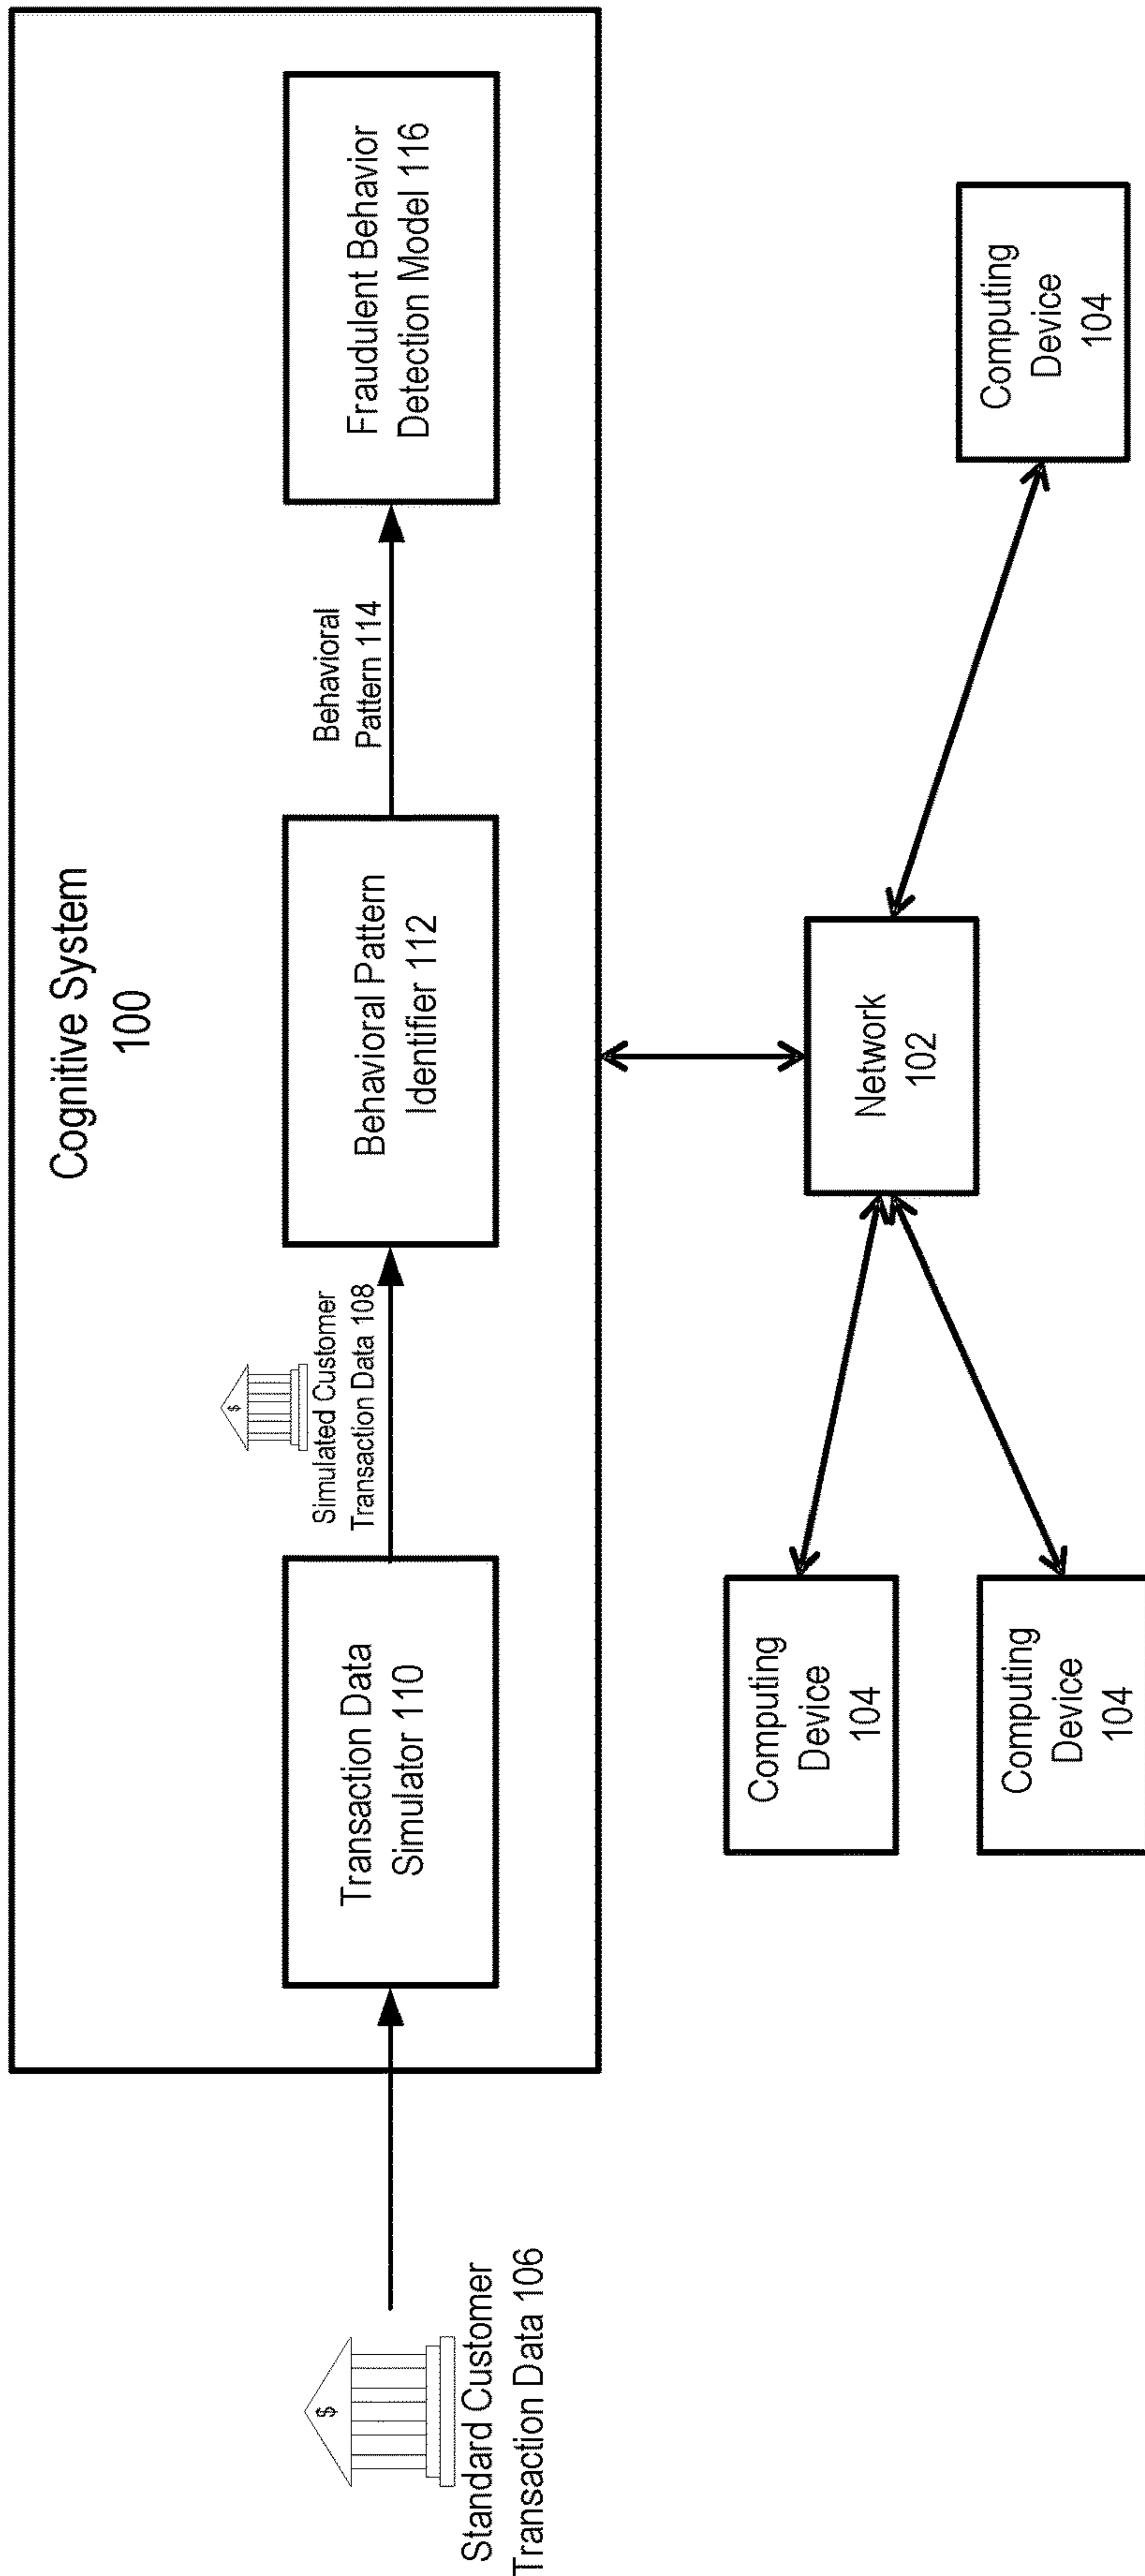 Cognitive System
100
$
Standard Customer
Transaction Data 106
Transaction Data
Simulator 110
$
Simulated Customer
Transaction Data 108
Behavioral Pattern
Identifier 112
Behavioral
Pattern 114
Fraudulent Behavior
Detection Model 116
Computing
Device
104
Computing
Device
104
Network
102
Computing
Device
104